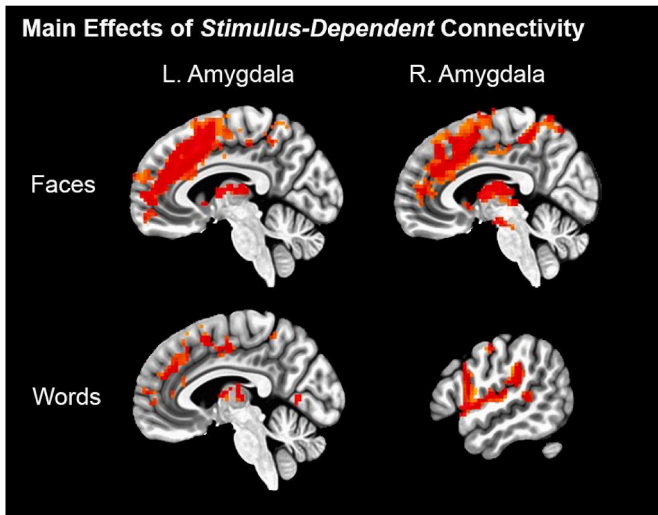 Main Effects of Stimulus-Dependent Connectivity
L. Amygdala R. Amygdala
Faces
Words